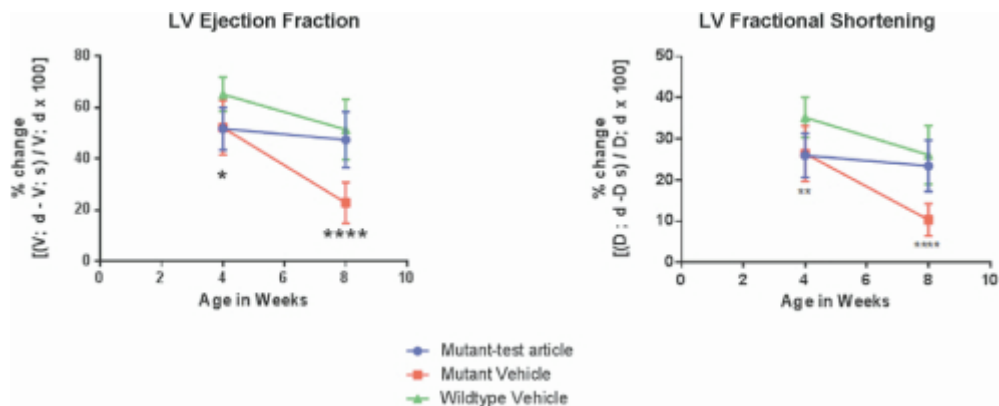 LV Ejection Fraction
% change
[(V; d - V; s) / V; d x 100]
80
60
40
20
0
*
****
0 2 4 6 8 10
Age in Weeks
LV Fractional Shortening
% change
[(D ; d -D s) / D; d x 100]
50
40
30
20
10
0
**
****
0 2 4 6 8 10
Age in Weeks
Mutant-test article
Mutant Vehicle
Wildtype Vehicle